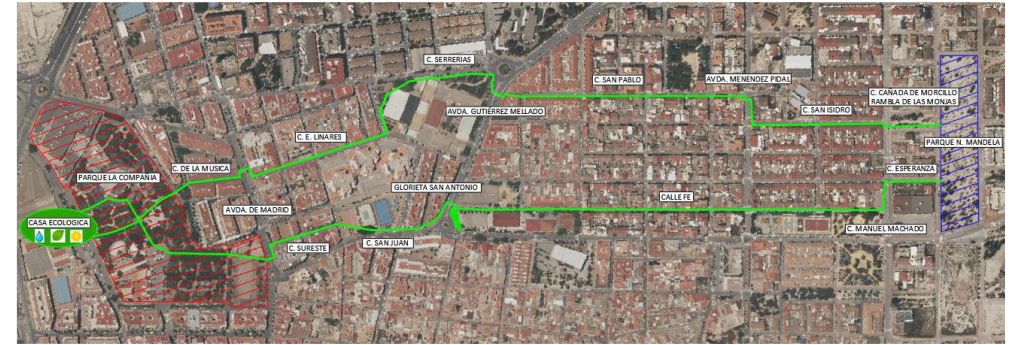 C. SERRERIAS
C. SAN PABLO
AVDA. MENENDEZ PIDAL
C. CAÑADA DE MORCILLO
RAMBLA DE LAS MONJAS
C. SAN ISIDRO
AVDA. GUTIERREZ MELLADO
C. E. LINARES
PARQUE N. MANDELA
C. DE LA MUSICA
C. ESPERANZA
PARQUE LA COMPAÑIA
GLORIETA SAN ANTONIO
CALLE FE
AVDA. DE MADRID
CASA ECOLOGICA
C. MANUEL MACHADO
C. SAN JUAN
C. SURESTE